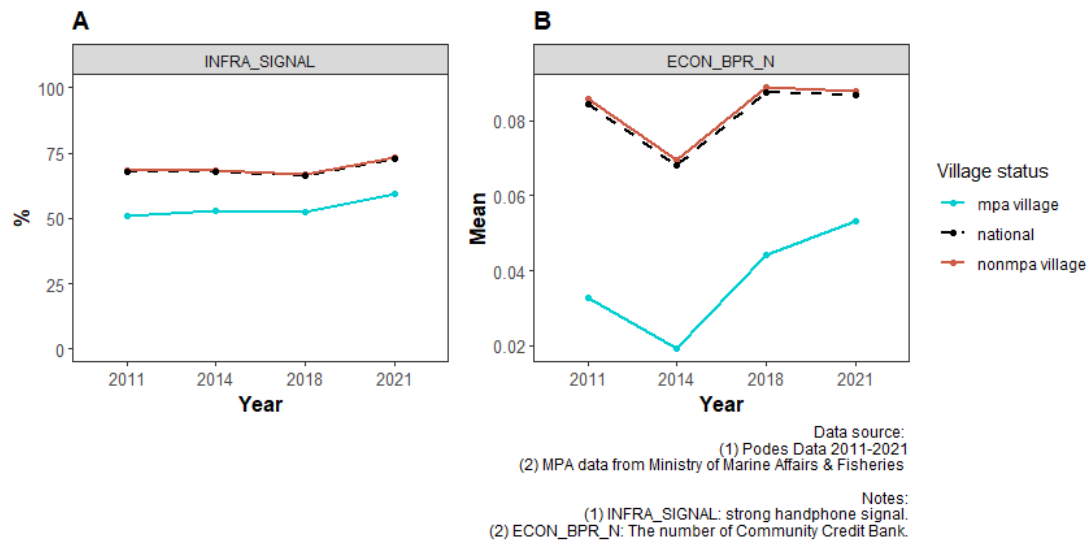 A
INFRA_SIGNAL
100
75
50
25
0
%
2011 2014 2018 2021
Year
B
ECON_BPR_N
0.08
0.06
0.04
0.02
Mean
2011 2014 2018 2021
Year
Village status
mpa village
national
nonmpa village
Data source:
(1) Podes Data 2011-2021
(2) MPA data from Ministry of Marine Affairs & Fisheries
Notes:
(1) INFRA_SIGNAL: strong handphone signal.
(2) ECON_BPR_N: The number of Community Credit Bank.